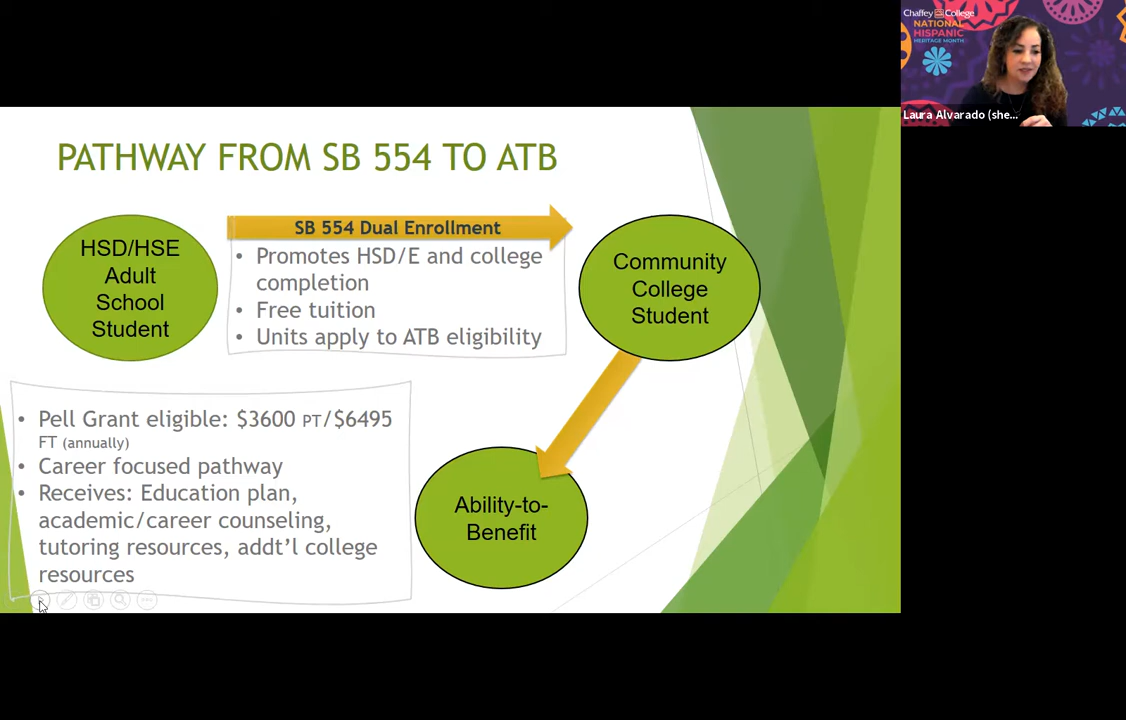 Chaffey College
NATIONAL
HISPANIC
HERITAGE MONTH
Laura Alvarado (she...
PATHWAY FROM SB 554 TO ATB
HSD/HSE
Adult
School
Student
SB 554 Dual Enrollment
• Promotes HSD/E and college
completion
• Free tuition
• Units apply to ATB eligibility
Community
College
Student
• Pell Grant eligible: $3600 PT/$6495
FT (annually)
• Career focused pathway
• Receives: Education plan,
academic/career counseling,
tutoring resources, addt’l college
resources
Ability-to-
Benefit